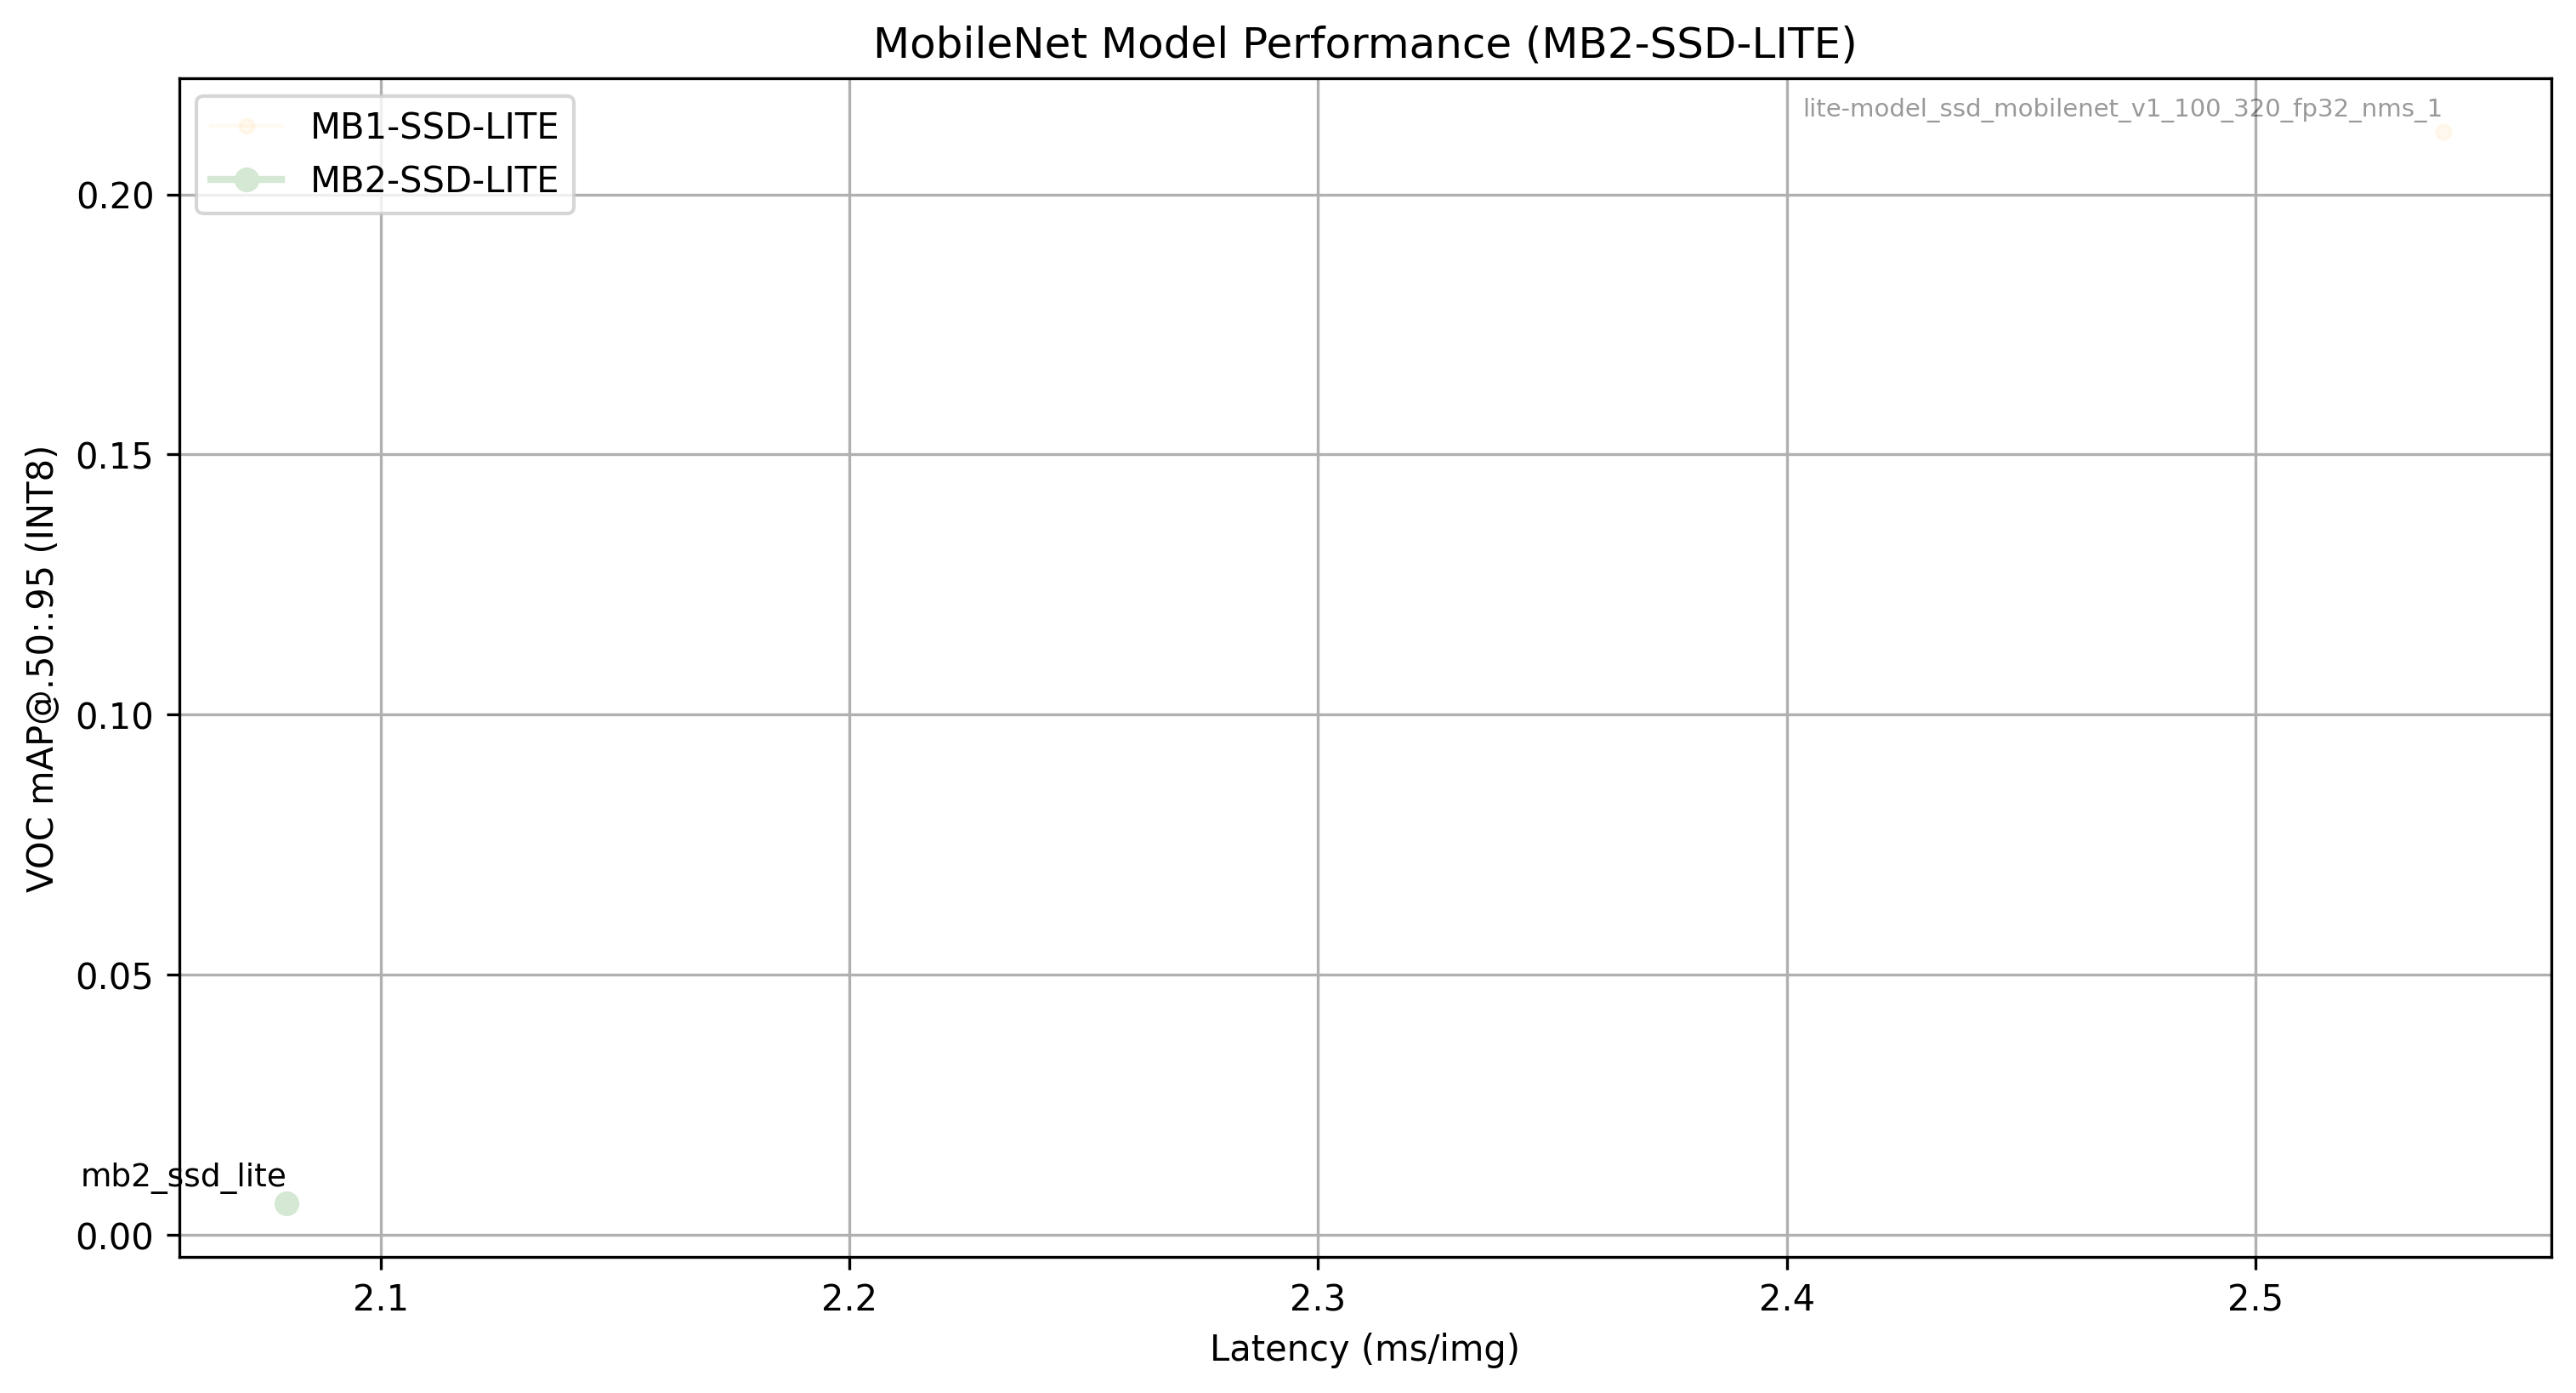 MobileNet Model Performance (MB2-SSD-LITE)
MB1-SSD-LITE
MB2-SSD-LITE
lite-model_ssd_mobilenet_v1_100_320_fp32_nms_1
0.20
0.15
0.10
0.05
0.00
VOC mAP@.50:.95 (INT8)
mb2_ssd_lite
2.1
2.2
2.3
2.4
2.5
Latency (ms/img)